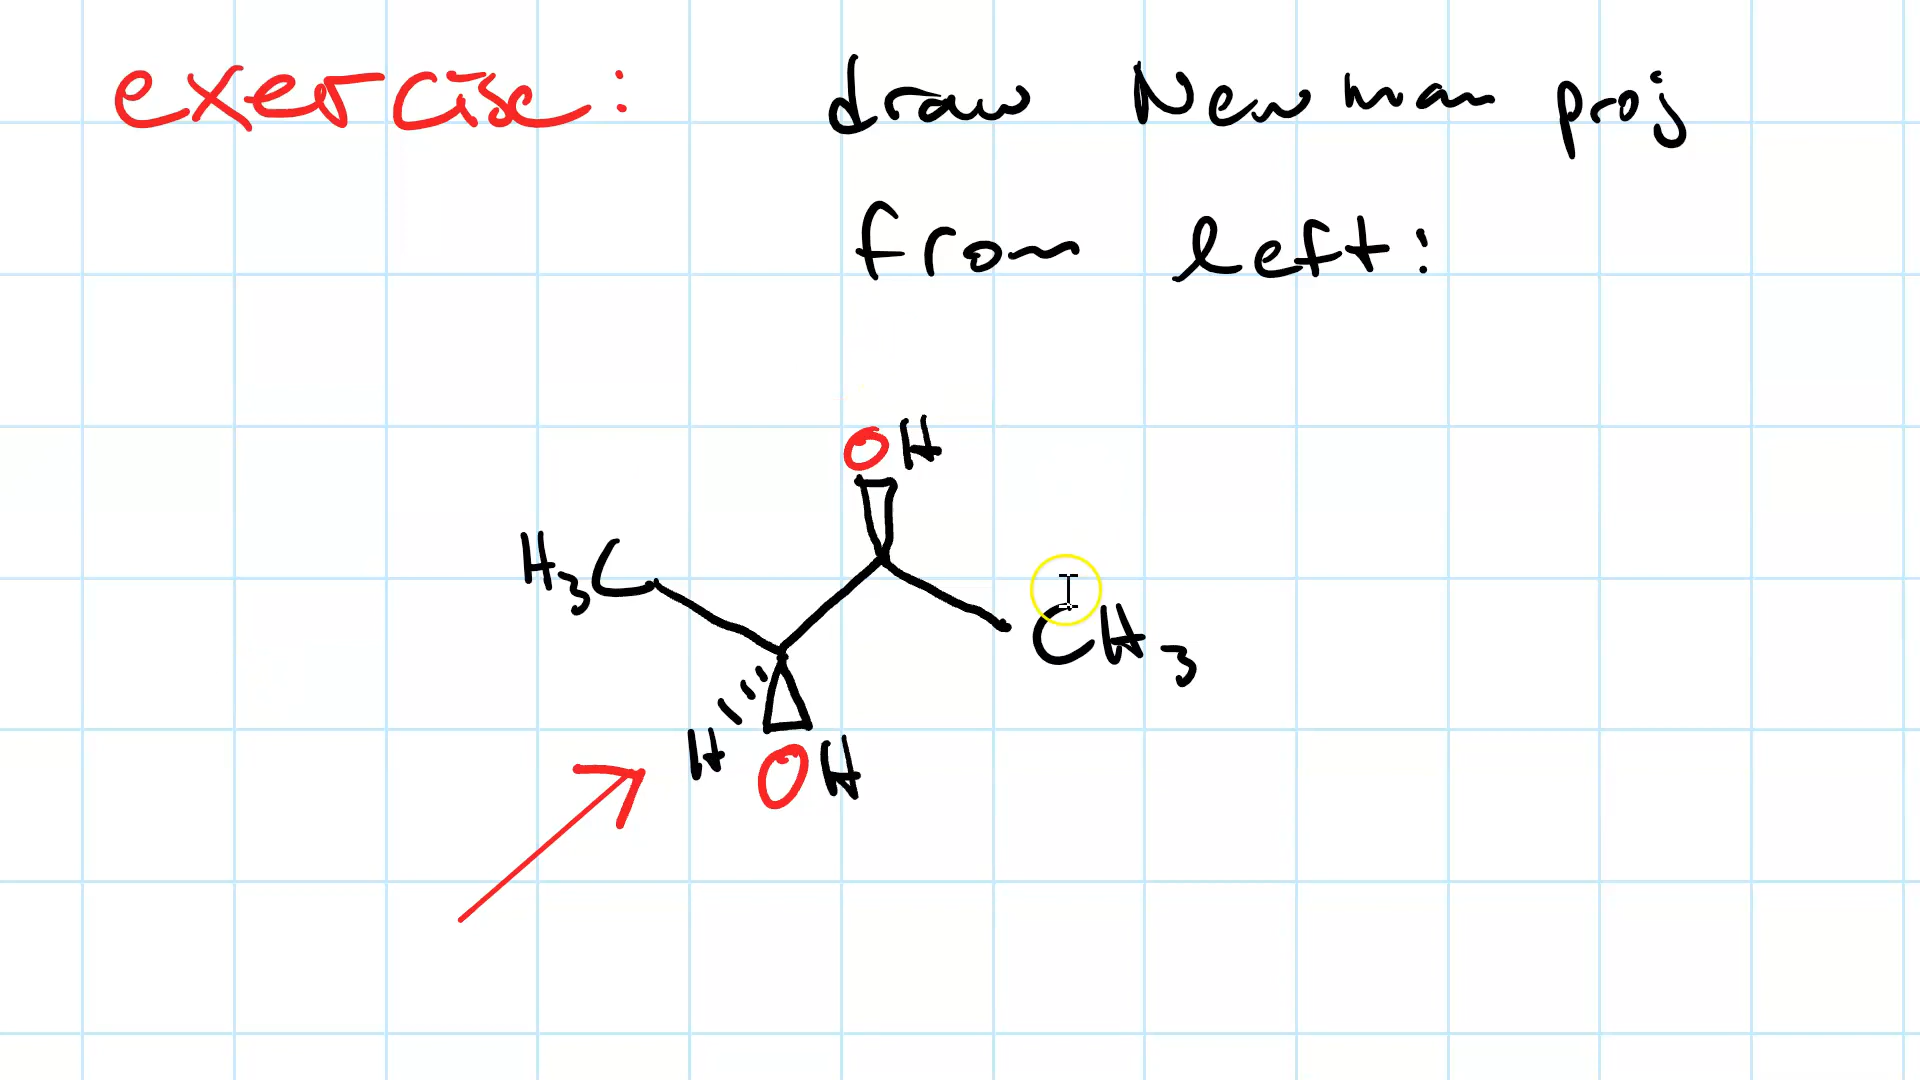 exercise: draw Newman proj
from left:
OH
H3C
CH3
H OH